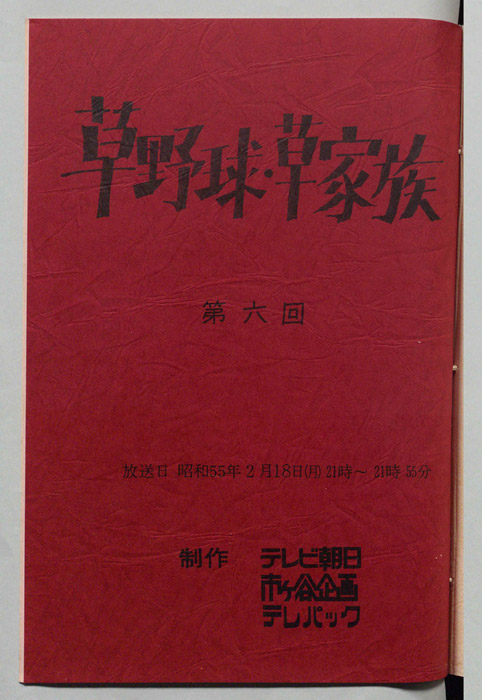 草野球・草家族
第六回
放送日 昭和55年2月18日(月)21時〜21時55分
制作 テレビ朝日
市ケ谷企画
テレパック